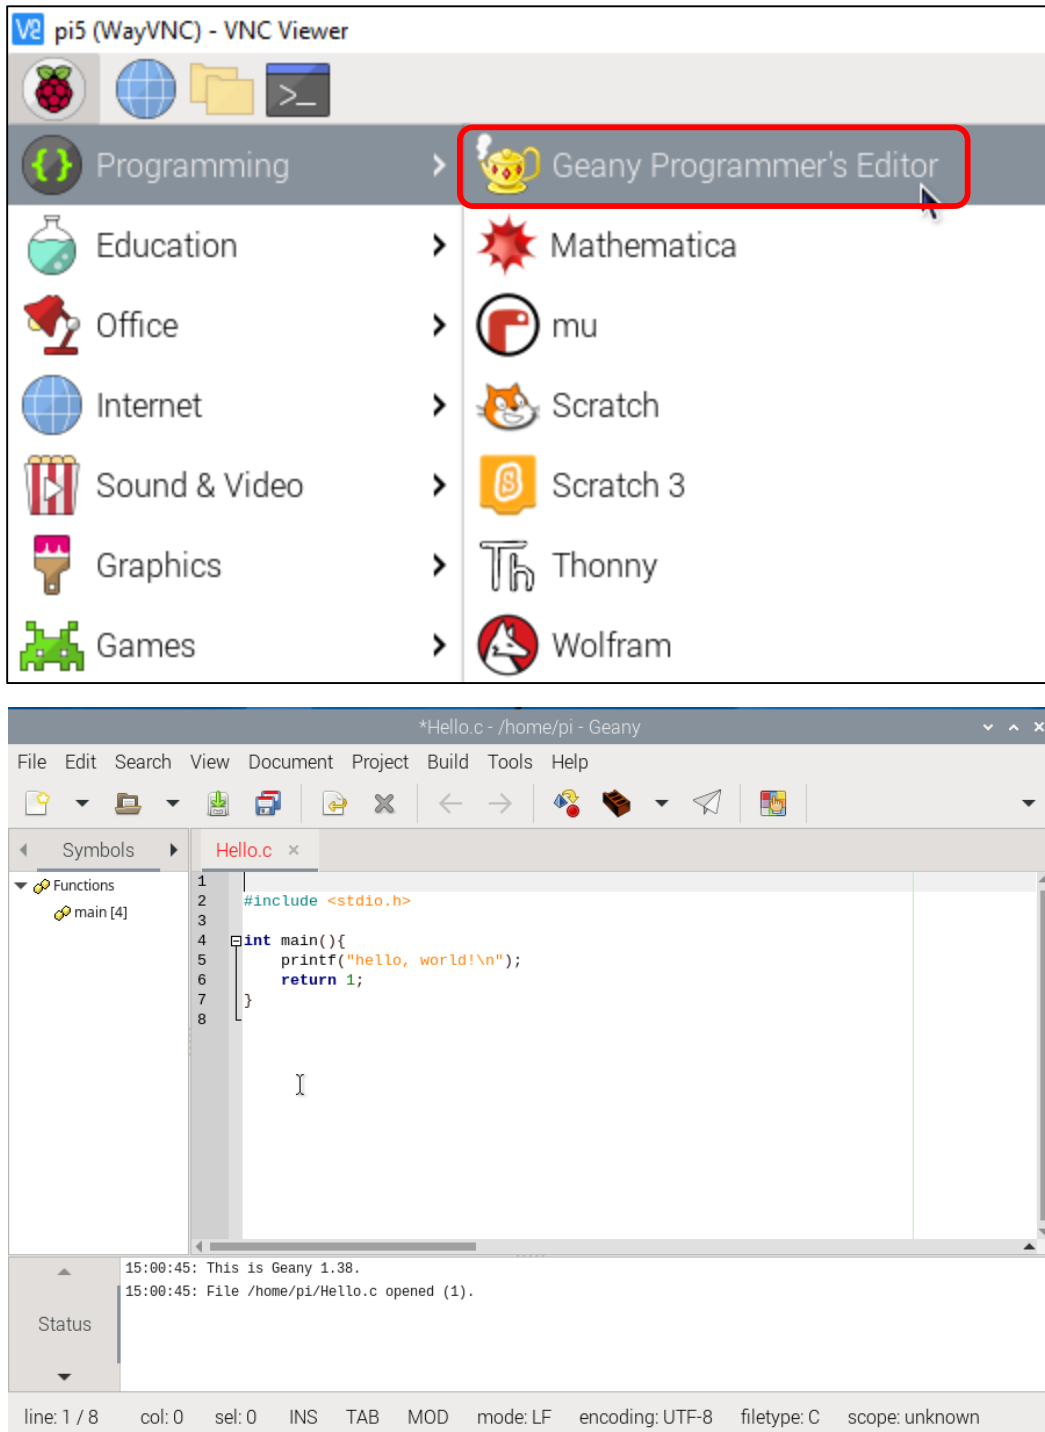 pi5 (WayVNC) - VNC Viewer
Programming
Geany Programmer's Editor
Education
Mathematica
Office
mu
Internet
Scratch
Sound & Video
Scratch 3
Graphics
Thonny
Games
Wolfram
*Hello.c - /home/pi - Geany
File Edit Search View Document Project Build Tools Help
Symbols
Hello.c
Functions
main [4]
1
2 #include <stdio.h>
3
4 int main(){
5 printf("hello, world!\n");
6 return 1;
7 }
8
15:00:45: This is Geany 1.38.
15:00:45: File /home/pi/Hello.c opened (1).
Status
line: 1 / 8 col: 0 sel: 0 INS TAB MOD mode: LF encoding: UTF-8 filetype: C scope: unknown